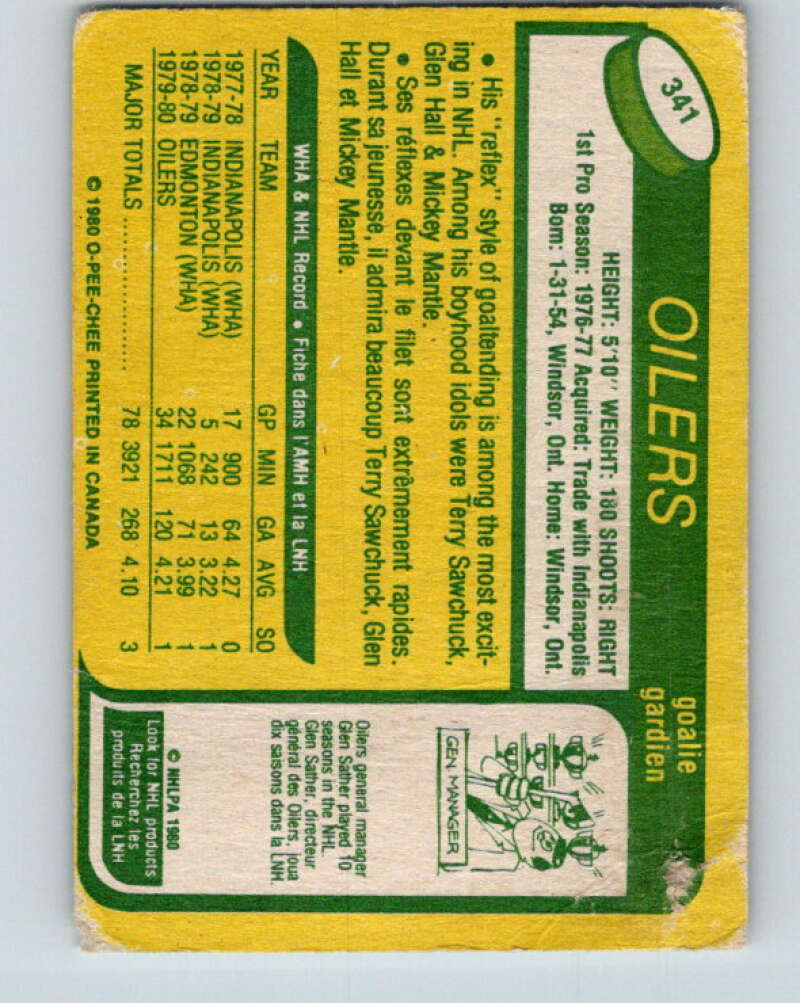 341
OILERS
goalie
gardien
HEIGHT: 5'10" WEIGHT: 180 SHOOTS: RIGHT
1st Pro Season: 1976-77 Acquired: Trade with Indianapolis
Born: 1-31-54, Windsor, Ont. Home: Windsor, Ont.
● His "reflex" style of goaltending is among the most excit-
ing in NHL. Among his boyhood idols were Terry Sawchuck,
Glen Hall & Mickey Mantle.
● Ses réflexes devant le filet sont extrêmement rapides.
Durant sa jeunesse, il admira beaucoup Terry Sawchuck, Glen
Hall et Mickey Mantle.
WHA & NHL Record ● Fiche dans l'AMH et la LNH
YEAR TEAM GP MIN GA AVG SO
1977-78 INDIANAPOLIS (WHA) 17 900 64 4.27 0
1978-79 INDIANAPOLIS (WHA) 5 242 13 3.22 1
1978-79 EDMONTON (WHA) 22 1068 71 3.99 1
1979-80 OILERS 34 1711 120 4.21 1
MAJOR TOTALS .................... 78 3921 268 4.10 3
© 1980 O-PEE-CHEE PRINTED IN CANADA
GEN. MANAGER
Oilers general manager
Glen Sather played 10
seasons in the NHL.
Glen Sather, directeur
général des Oilers, joua
dix saisons dans la LNH.
© NHLPA 1980
Look for NHL products
Recherchez les
produits de la LNH